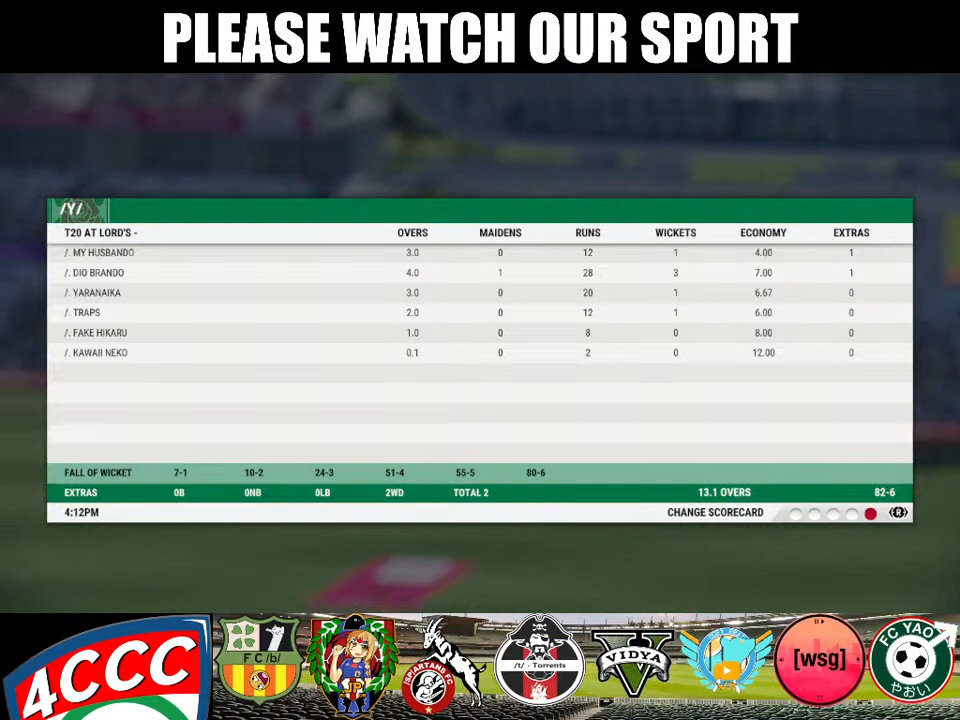 PLEASE WATCH OUR SPORT
/Y/
T20 AT LORD'S - OVERS MAIDENS RUNS WICKETS ECONOMY EXTRAS
/. MY HUSBANDO 3.0 0 12 1 4.00 1
/. DIO BRANDO 4.0 1 28 3 7.00 1
/. YARANAIKA 3.0 0 20 1 6.67 0
/. TRAPS 2.0 0 12 1 6.00 0
/. FAKE HIKARU 1.0 0 8 0 8.00 0
/. KAWAII NEKO 0.1 0 2 0 12.00 0
FALL OF WICKET 7-1 10-2 24-3 51-4 55-5 80-6
EXTRAS 0B 0NB 0LB 2WD TOTAL 2 13.1 OVERS 82-6
4:12PM CHANGE SCORECARD R
4CCC
F C /b/
JP
SPARTANS FC
/t/ - Torrents
VIDYA
[wsg]
FC YAO
やおい